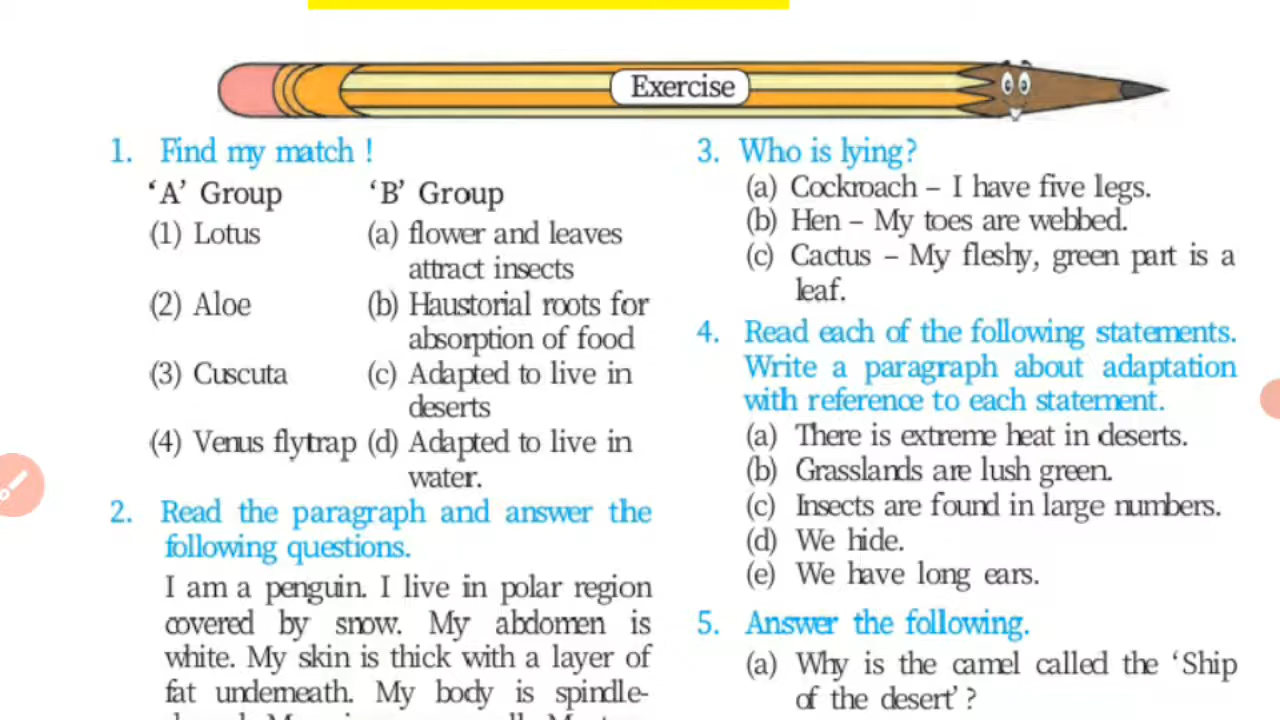 Exercise
1. Find my match !
‘A’ Group ‘B’ Group
(1) Lotus (a) flower and leaves
attract insects
(2) Aloe (b) Haustorial roots for
absorption of food
(3) Cuscuta (c) Adapted to live in
deserts
(4) Venus flytrap (d) Adapted to live in
water.
2. Read the paragraph and answer the
following questions.
I am a penguin. I live in polar region
covered by snow. My abdomen is
white. My skin is thick with a layer of
fat underneath. My body is spindle-
3. Who is lying?
(a) Cockroach – I have five legs.
(b) Hen – My toes are webbed.
(c) Cactus – My fleshy, green part is a
leaf.
4. Read each of the following statements.
Write a paragraph about adaptation
with reference to each statement.
(a) There is extreme heat in deserts.
(b) Grasslands are lush green.
(c) Insects are found in large numbers.
(d) We hide.
(e) We have long ears.
5. Answer the following.
(a) Why is the camel called the ‘Ship
of the desert’ ?